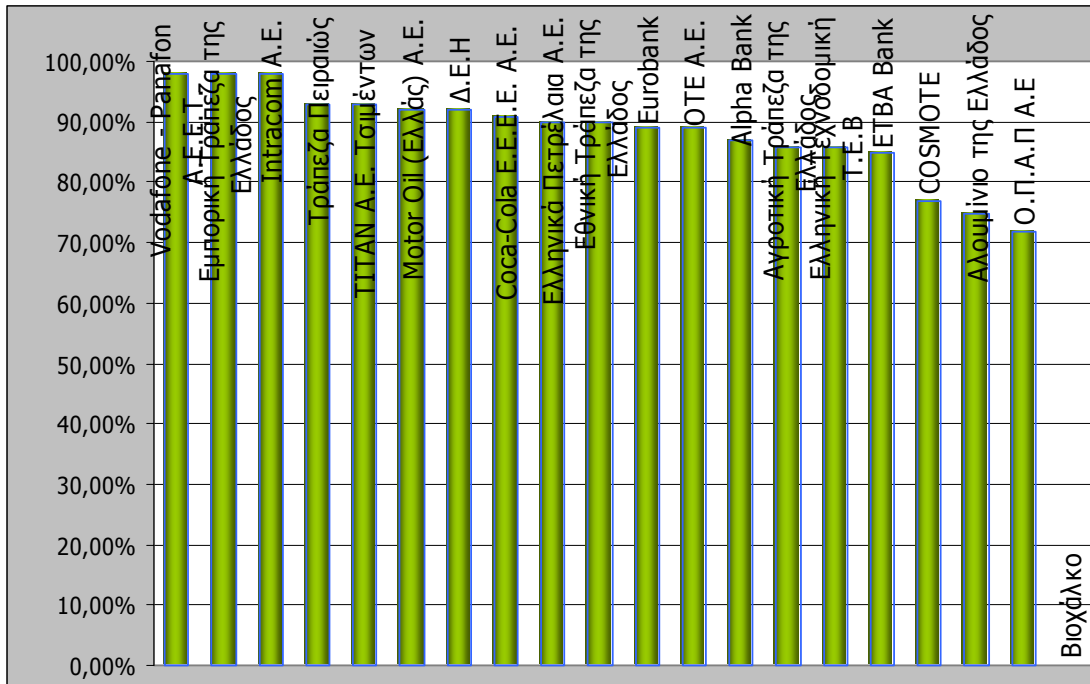 100,00%
90,00%
80,00%
70,00%
60,00%
50,00%
40,00%
30,00%
20,00%
10,00%
0,00%
Vodafone - Panafon
Α.Ε.Ε.Τ
Εμπορική Τράπεζα της
Ελλάδος
Intracom Α.Ε.
Τράπεζα Πειραιώς
ΤΙΤΑΝ Α.Ε. Τσιμέντων
Motor Oil (Ελλάς) Α.Ε.
Δ.Ε.Η
Coca-Cola Ε.Ε.Ε. Α.Ε.
Ελληνικά Πετρέλαια Α.Ε.
Εθνική Τράπεζα της
Ελλάδος
Eurobank
ΟΤΕ Α.Ε.
Alpha Bank
Αγροτική Τράπεζα της
Ελλάδος
Ελληνική Τεχνοδομική
Τ.Ε.Β
ΕΤΒΑ Bank
COSMOTE
Αλουμίνιο της Ελλάδος
Ο.Π.Α.Π Α.Ε
Βιοχάλκο